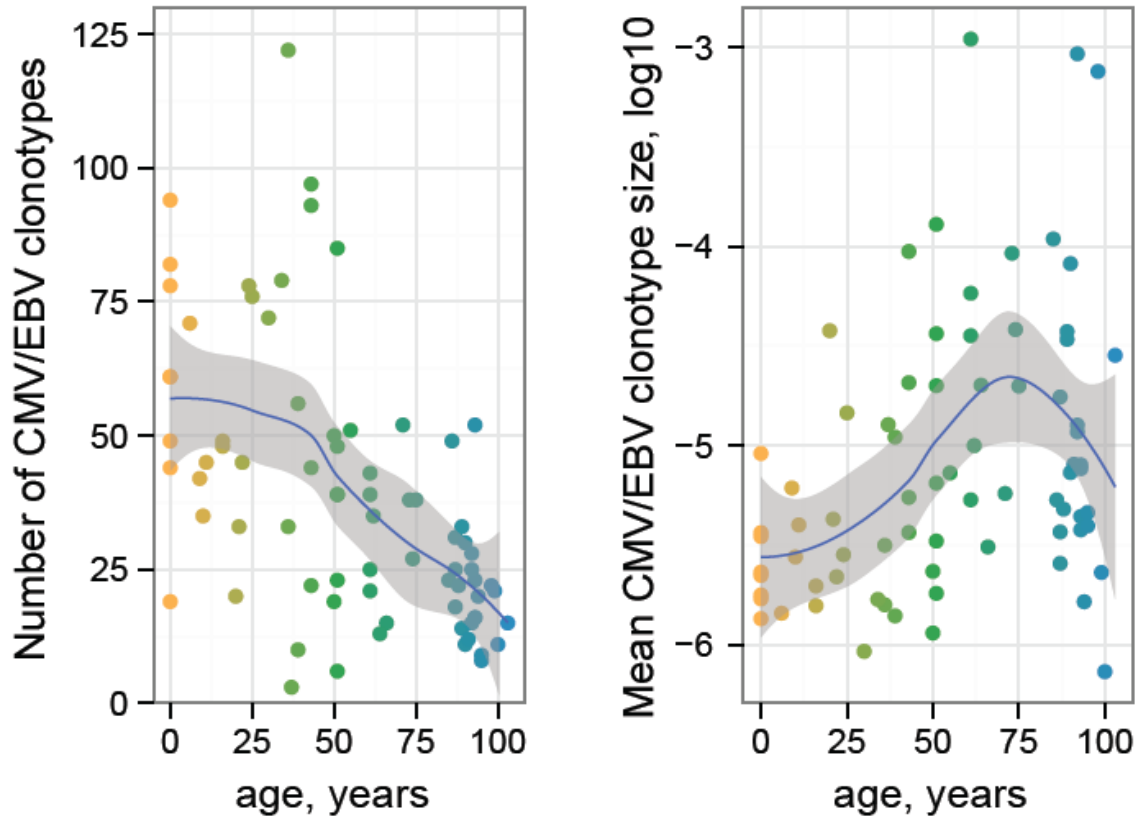 Number of CMV/EBV clonotypes
125
100
75
50
25
0
0 25 50 75 100
age, years
Mean CMV/EBV clonotype size, log10
−3
−4
−5
−6
0 25 50 75 100
age, years